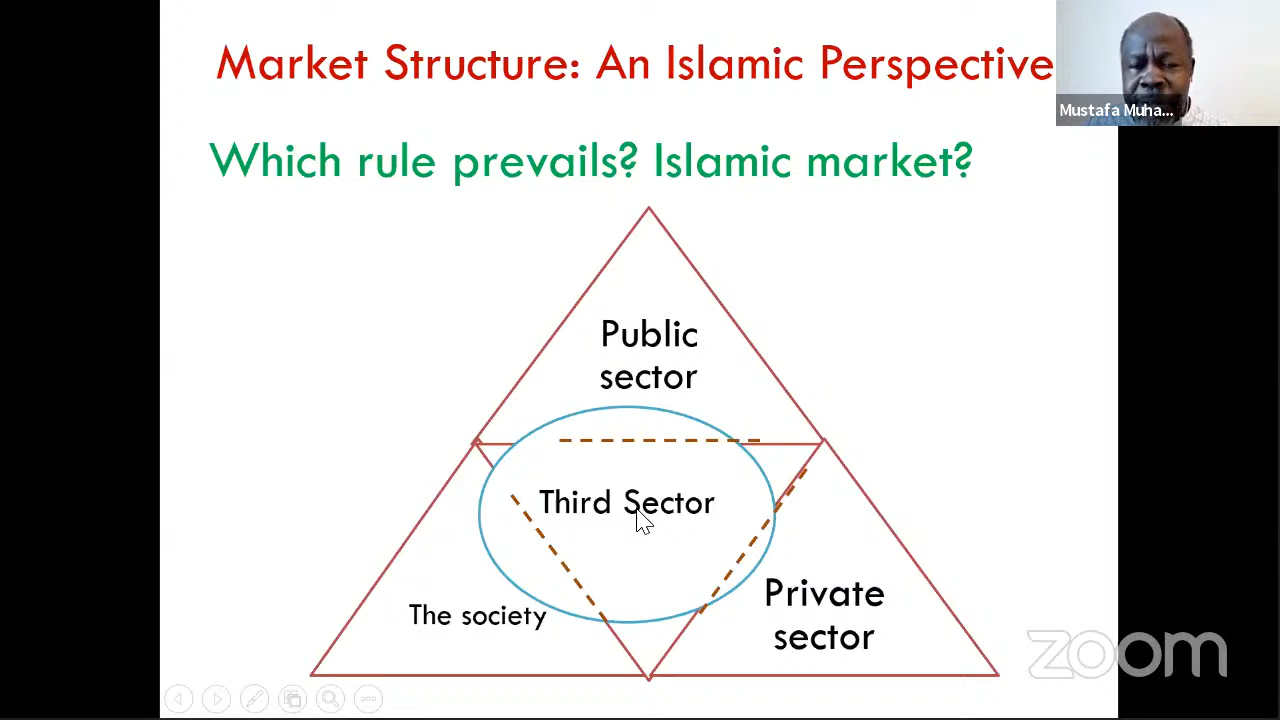 Market Structure: An Islamic Perspective
Mustafa Muha...
Which rule prevails? Islamic market?
Public
sector
Third Sector
The society
Private
sector
zoom